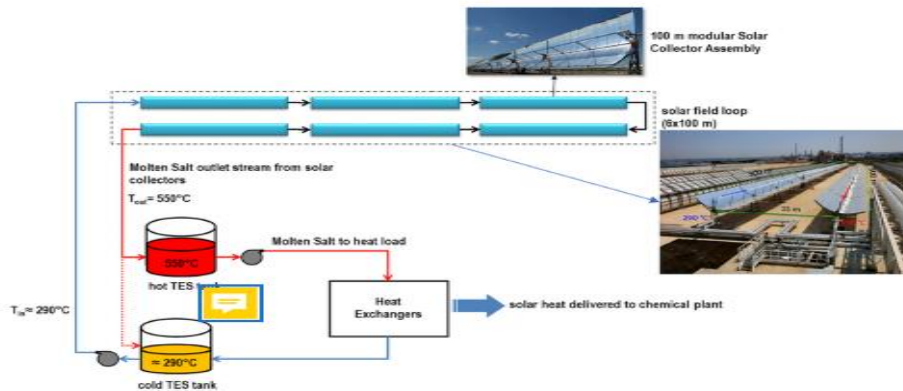 100 m modular Solar
Collector Assembly
solar field loop
(6x100 m)
Molten Salt outlet stream from solar
collectors
T_out= 550°C
Molten Salt to heat load
550°C
hot TES tank
Heat
Exchangers
solar heat delivered to chemical plant
T_in≈ 290°C
≈ 290°C
cold TES tank
290 °C